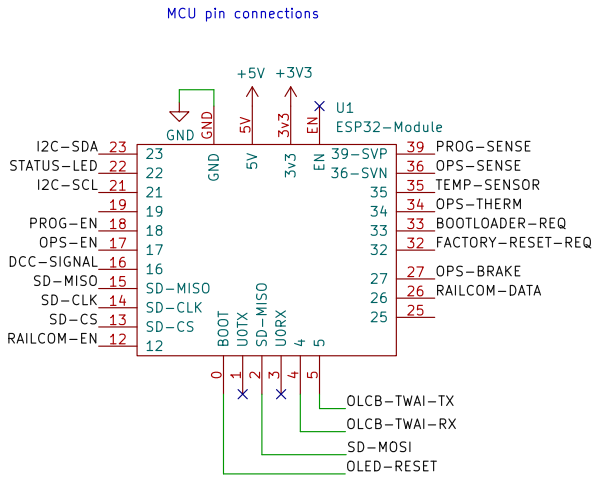 MCU pin connections
+5V
+3V3
GND
GND
5V
3v3
EN
U1
ESP32-Module
GND
5V
3v3
EN
I2C-SDA 23 23
STATUS-LED 22 22
I2C-SCL 21 21
19 19
PROG-EN 18 18
OPS-EN 17 17
DCC-SIGNAL 16 16
SD-MISO 15 SD-MISO
SD-CLK 14 SD-CLK
SD-CS 13 SD-CS
RAILCOM-EN 12 12
39-SVP 39 PROG-SENSE
36-SVN 36 OPS-SENSE
35 35 TEMP-SENSOR
34 34 OPS-THERM
33 33 BOOTLOADER-REQ
32 32 FACTORY-RESET-REQ
27 27 OPS-BRAKE
26 26 RAILCOM-DATA
25 25
BOOT
U0TX
SD-MISO
U0RX
4
5
0
1
2
3
4
5
OLCB-TWAI-TX
OLCB-TWAI-RX
SD-MOSI
OLED-RESET